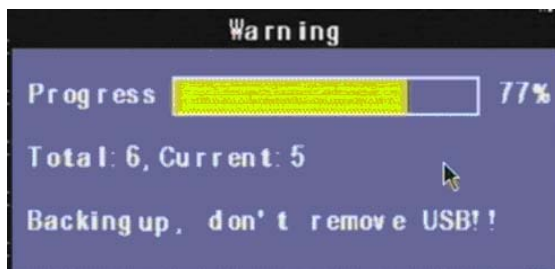 Warning
Progress 77%
Total: 6, Current: 5
Backing up, don't remove USB!!